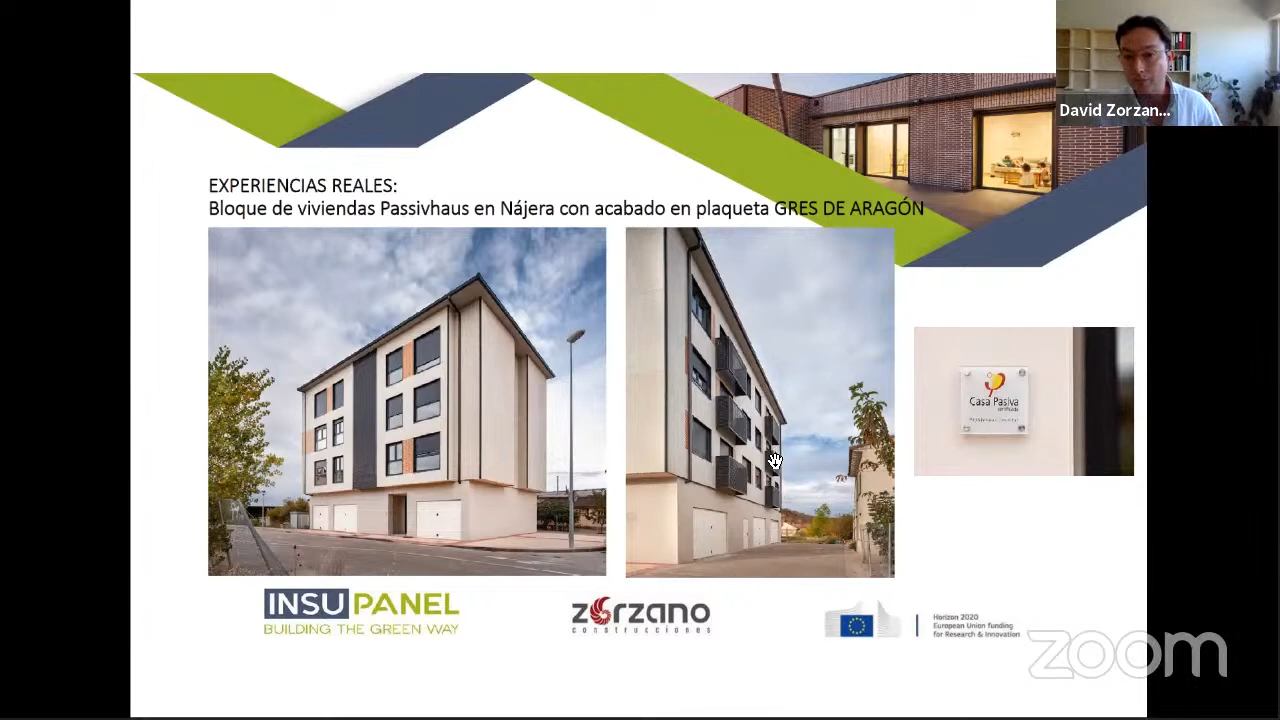 David Zorzan...
EXPERIENCIAS REALES:
Bloque de viviendas Passivhaus en Nájera con acabado en plaqueta GRES DE ARAGÓN
Casa Pasiva
certificada
INSUPANEL
BUILDING THE GREEN WAY
zorzano
construcciones
Horizon 2020
European Union funding
for Research & Innovation
zoom